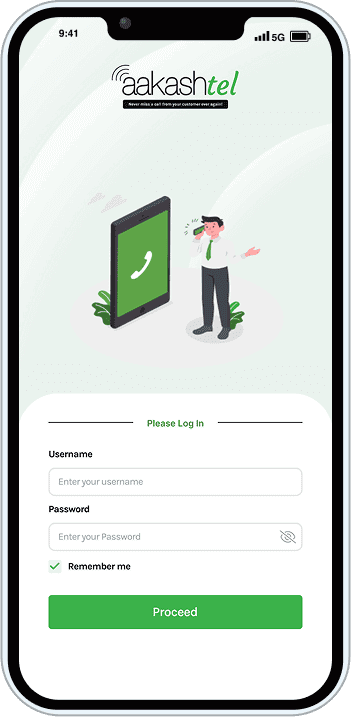 9:41
5G
aakashtel
Never miss a call from your customer ever again!
Please Log In
Username
Enter your username
Password
Enter your Password
Remember me
Proceed